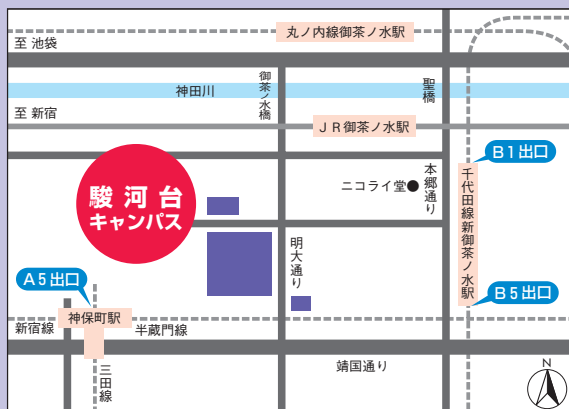 丸ノ内線御茶ノ水駅
至 池袋
御茶ノ水橋
聖橋
神田川
至 新宿
ＪＲ御茶ノ水駅
B1出口
駿河台
キャンパス
ニコライ堂
本郷通り
千代田線新御茶ノ水駅
明大通り
A5出口
B5出口
神保町駅
新宿線
半蔵門線
三田線
靖国通り
N